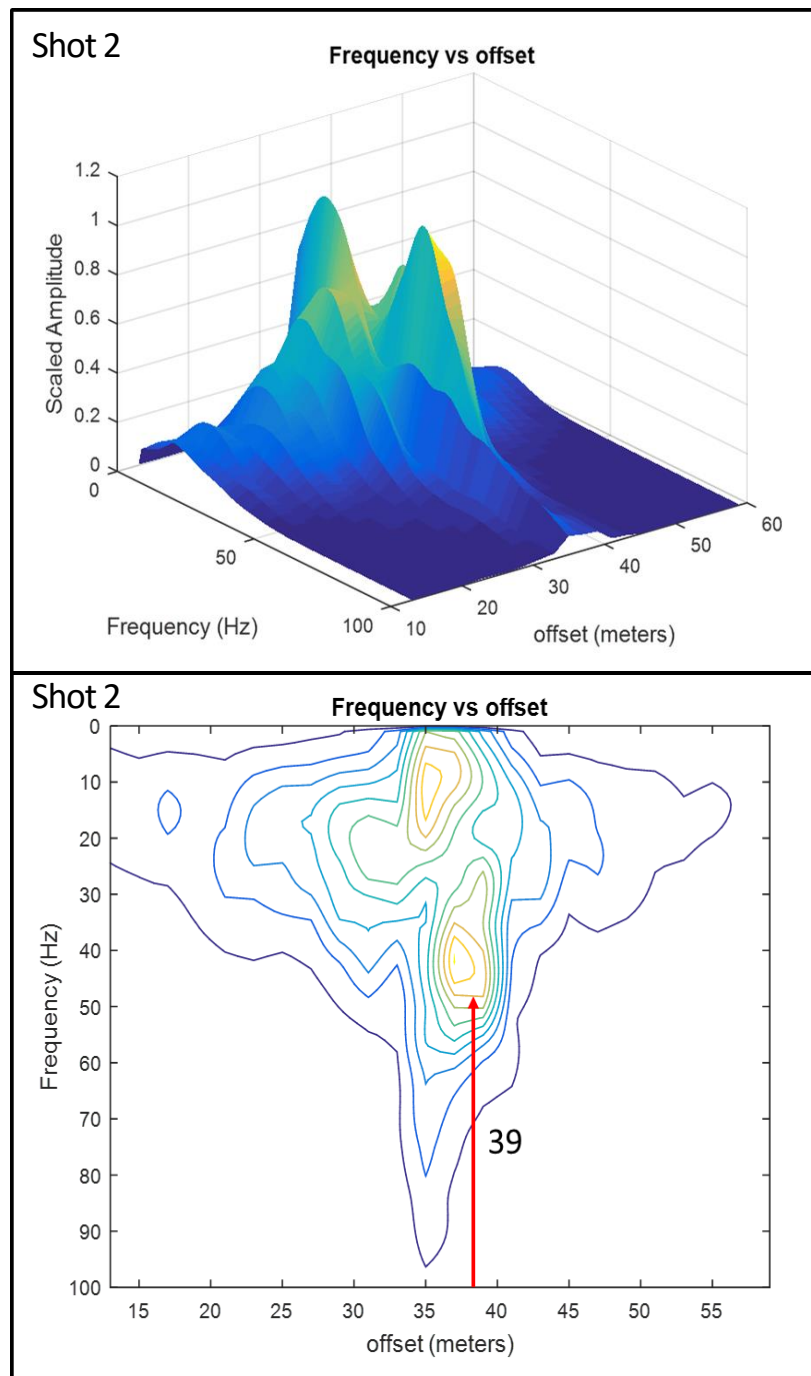 Shot 2
Frequency vs offset
1.2
1
0.8
0.6
0.4
0.2
0
Scaled Amplitude
0
50
100
Frequency (Hz)
10
20
30
40
50
60
offset (meters)
Shot 2
Frequency vs offset
0
10
20
30
40
50
60
70
80
90
100
Frequency (Hz)
39
15 20 25 30 35 40 45 50 55
offset (meters)